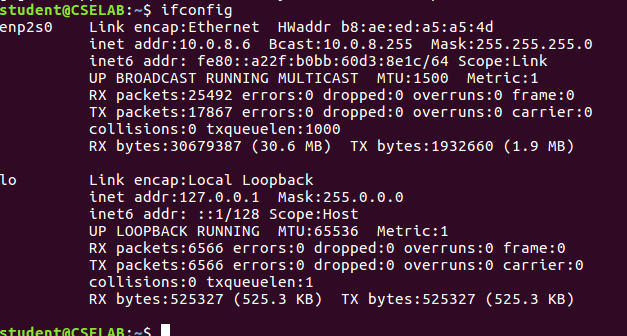 student@CSELAB:~$ ifconfig
enp2s0    Link encap:Ethernet  HWaddr b8:ae:ed:a5:a5:4d
          inet addr:10.0.8.6  Bcast:10.0.8.255  Mask:255.255.255.0
          inet6 addr: fe80::a22f:b0bb:60d3:8e1c/64 Scope:Link
          UP BROADCAST RUNNING MULTICAST  MTU:1500  Metric:1
          RX packets:25492 errors:0 dropped:0 overruns:0 frame:0
          TX packets:17867 errors:0 dropped:0 overruns:0 carrier:0
          collisions:0 txqueuelen:1000
          RX bytes:30679387 (30.6 MB)  TX bytes:1932660 (1.9 MB)

lo        Link encap:Local Loopback
          inet addr:127.0.0.1  Mask:255.0.0.0
          inet6 addr: ::1/128 Scope:Host
          UP LOOPBACK RUNNING  MTU:65536  Metric:1
          RX packets:6566 errors:0 dropped:0 overruns:0 frame:0
          TX packets:6566 errors:0 dropped:0 overruns:0 carrier:0
          collisions:0 txqueuelen:1
          RX bytes:525327 (525.3 KB)  TX bytes:525327 (525.3 KB)

student@CSELAB:~$